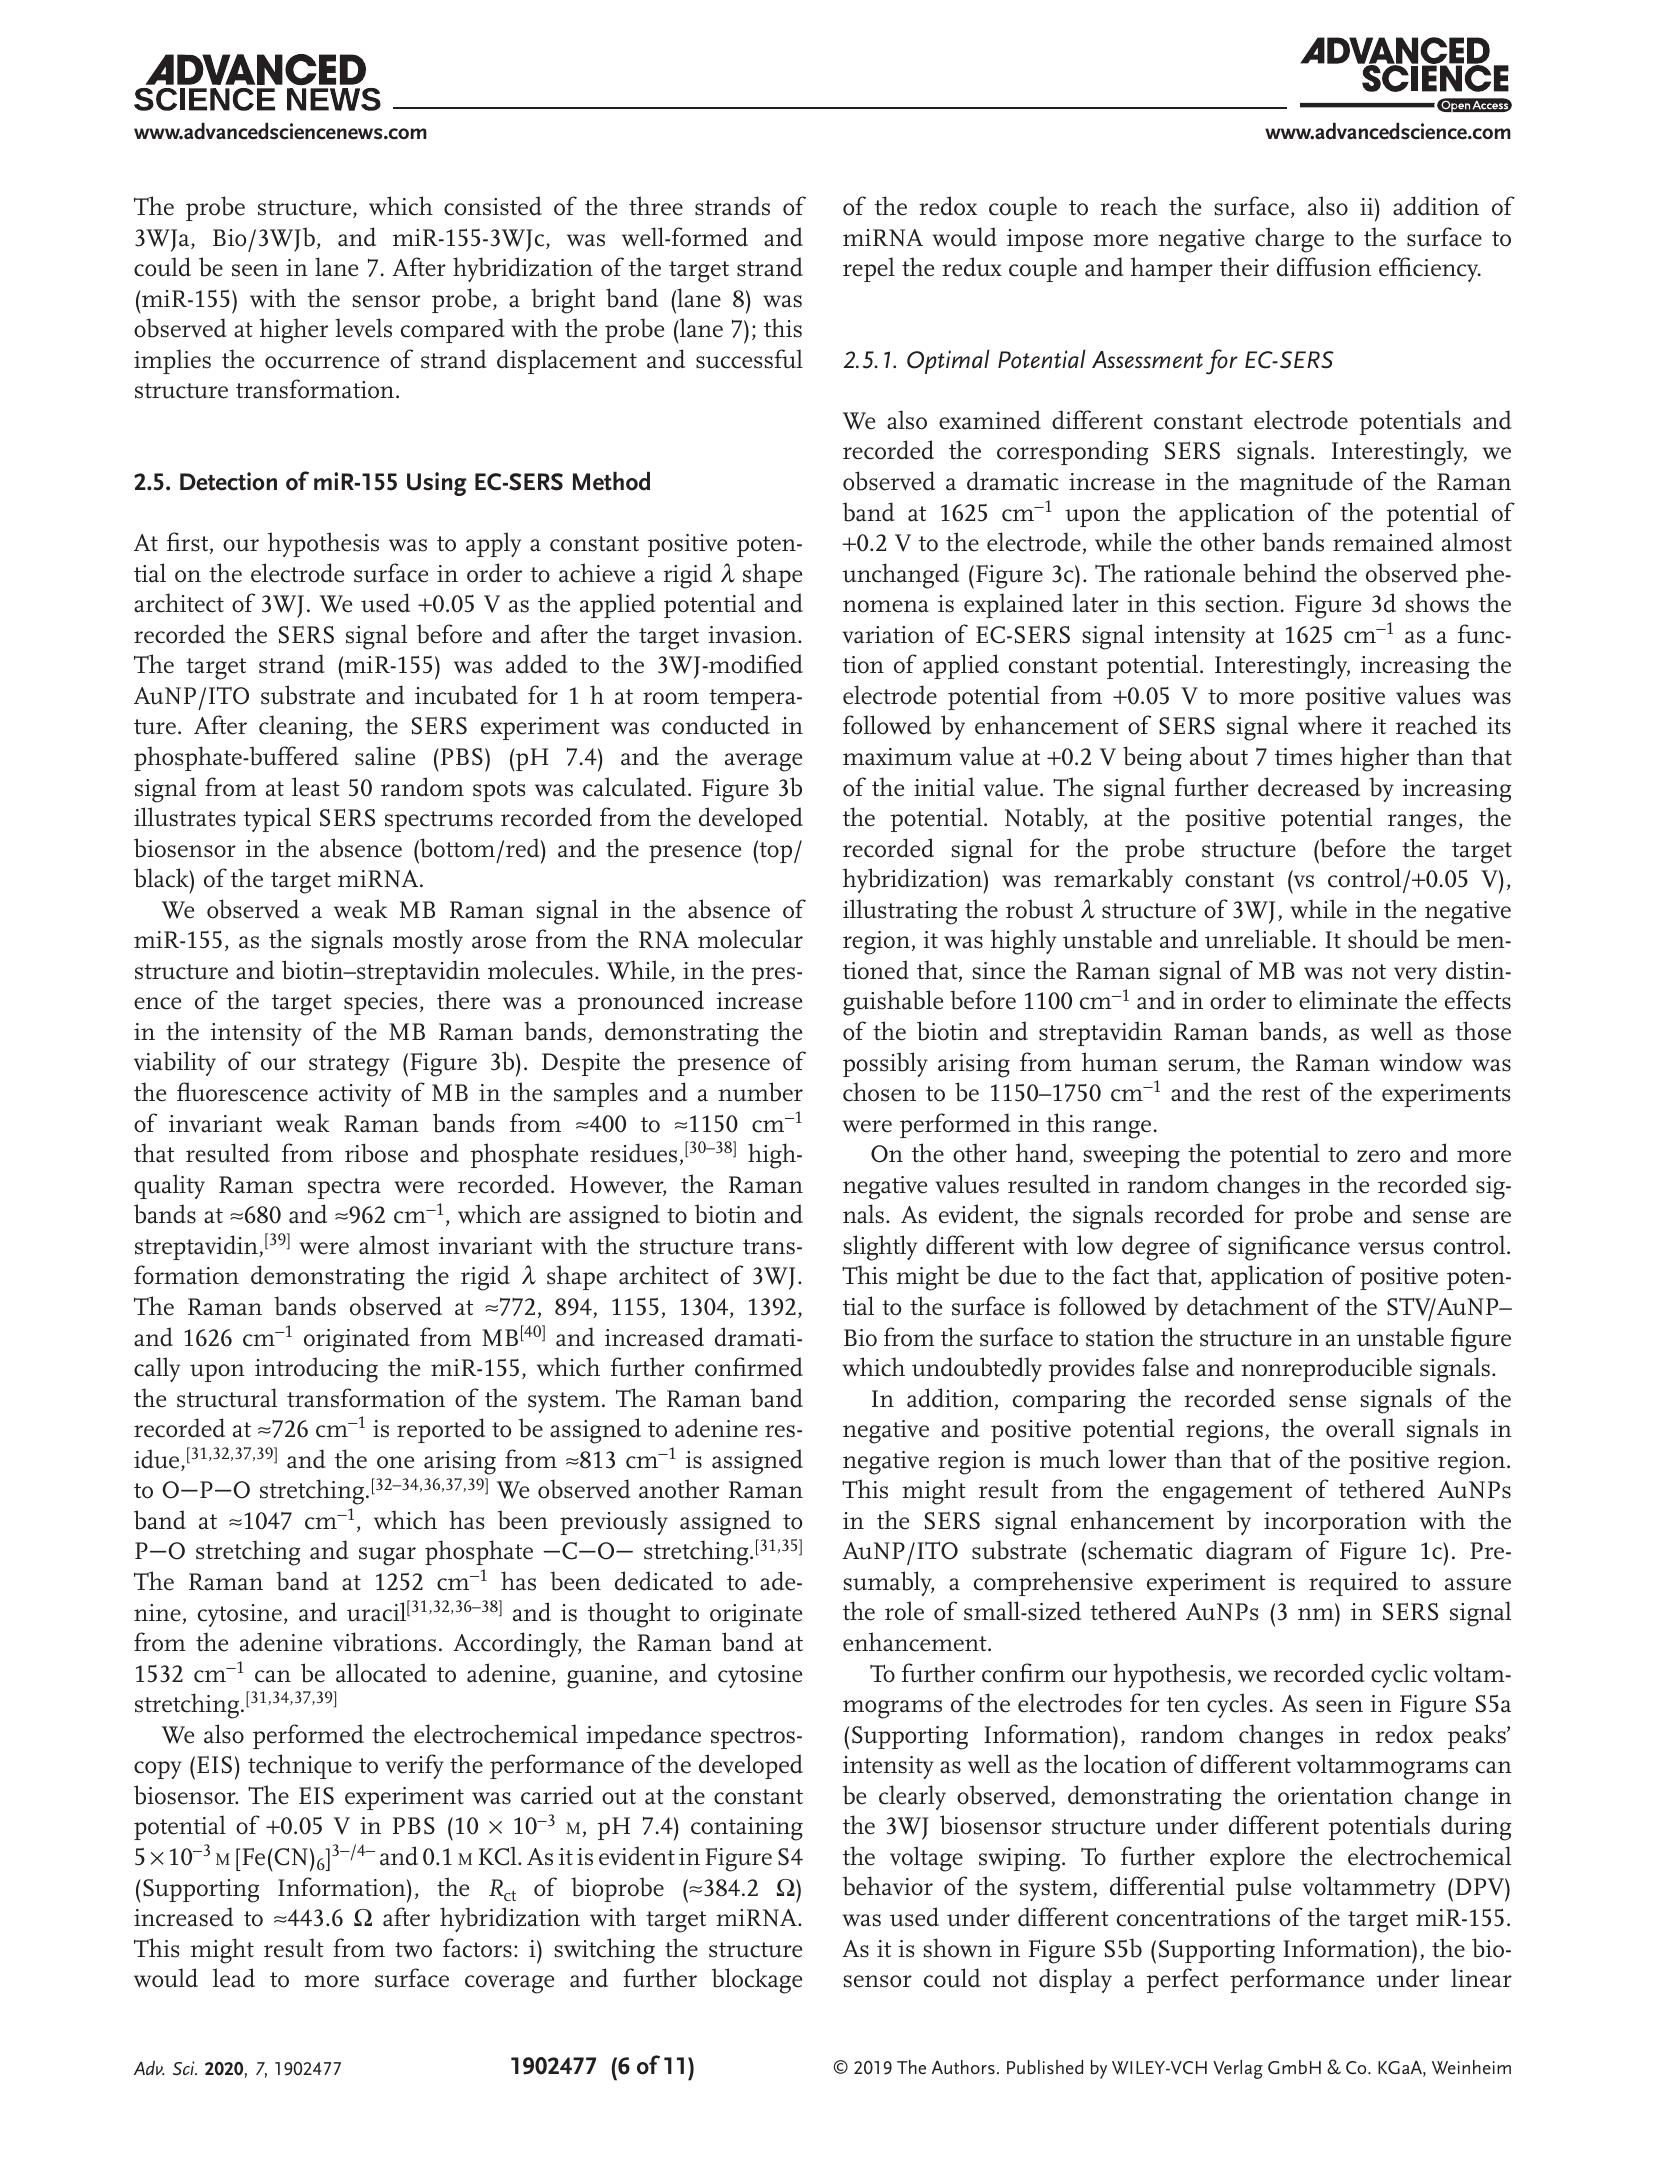 ADVANCED
SCIENCE NEWS
www.advancedsciencenews.com
ADVANCED
SCIENCE
Open Access
www.advancedscience.com
The probe structure, which consisted of the three strands of
3WJa, Bio/3WJb, and miR-155-3WJc, was well-formed and
could be seen in lane 7. After hybridization of the target strand
(miR-155) with the sensor probe, a bright band (lane 8) was
observed at higher levels compared with the probe (lane 7); this
implies the occurrence of strand displacement and successful
structure transformation.
2.5. Detection of miR-155 Using EC-SERS Method
At first, our hypothesis was to apply a constant positive poten-
tial on the electrode surface in order to achieve a rigid λ shape
architect of 3WJ. We used +0.05 V as the applied potential and
recorded the SERS signal before and after the target invasion.
The target strand (miR-155) was added to the 3WJ-modified
AuNP/ITO substrate and incubated for 1 h at room tempera-
ture. After cleaning, the SERS experiment was conducted in
phosphate-buffered saline (PBS) (pH 7.4) and the average
signal from at least 50 random spots was calculated. Figure 3b
illustrates typical SERS spectrums recorded from the developed
biosensor in the absence (bottom/red) and the presence (top/
black) of the target miRNA.
We observed a weak MB Raman signal in the absence of
miR-155, as the signals mostly arose from the RNA molecular
structure and biotin–streptavidin molecules. While, in the pres-
ence of the target species, there was a pronounced increase
in the intensity of the MB Raman bands, demonstrating the
viability of our strategy (Figure 3b). Despite the presence of
the fluorescence activity of MB in the samples and a number
of invariant weak Raman bands from ≈400 to ≈1150 cm⁻¹
that resulted from ribose and phosphate residues,[30–38] high-
quality Raman spectra were recorded. However, the Raman
bands at ≈680 and ≈962 cm⁻¹, which are assigned to biotin and
streptavidin,[39] were almost invariant with the structure trans-
formation demonstrating the rigid λ shape architect of 3WJ.
The Raman bands observed at ≈772, 894, 1155, 1304, 1392,
and 1626 cm⁻¹ originated from MB[40] and increased dramati-
cally upon introducing the miR-155, which further confirmed
the structural transformation of the system. The Raman band
recorded at ≈726 cm⁻¹ is reported to be assigned to adenine res-
idue,[31,32,37,39] and the one arising from ≈813 cm⁻¹ is assigned
to O—P—O stretching.[32–34,36,37,39] We observed another Raman
band at ≈1047 cm⁻¹, which has been previously assigned to
P—O stretching and sugar phosphate —C—O— stretching.[31,35]
The Raman band at 1252 cm⁻¹ has been dedicated to ade-
nine, cytosine, and uracil[31,32,36–38] and is thought to originate
from the adenine vibrations. Accordingly, the Raman band at
1532 cm⁻¹ can be allocated to adenine, guanine, and cytosine
stretching.[31,34,37,39]
We also performed the electrochemical impedance spectros-
copy (EIS) technique to verify the performance of the developed
biosensor. The EIS experiment was carried out at the constant
potential of +0.05 V in PBS (10 × 10⁻³ M, pH 7.4) containing
5 × 10⁻³ M [Fe(CN)₆]³⁻/⁴⁻ and 0.1 M KCl. As it is evident in Figure S4
(Supporting Information), the Rct of bioprobe (≈384.2 Ω)
increased to ≈443.6 Ω after hybridization with target miRNA.
This might result from two factors: i) switching the structure
would lead to more surface coverage and further blockage
of the redox couple to reach the surface, also ii) addition of
miRNA would impose more negative charge to the surface to
repel the redux couple and hamper their diffusion efficiency.
2.5.1. Optimal Potential Assessment for EC-SERS
We also examined different constant electrode potentials and
recorded the corresponding SERS signals. Interestingly, we
observed a dramatic increase in the magnitude of the Raman
band at 1625 cm⁻¹ upon the application of the potential of
+0.2 V to the electrode, while the other bands remained almost
unchanged (Figure 3c). The rationale behind the observed phe-
nomena is explained later in this section. Figure 3d shows the
variation of EC-SERS signal intensity at 1625 cm⁻¹ as a func-
tion of applied constant potential. Interestingly, increasing the
electrode potential from +0.05 V to more positive values was
followed by enhancement of SERS signal where it reached its
maximum value at +0.2 V being about 7 times higher than that
of the initial value. The signal further decreased by increasing
the potential. Notably, at the positive potential ranges, the
recorded signal for the probe structure (before the target
hybridization) was remarkably constant (vs control/+0.05 V),
illustrating the robust λ structure of 3WJ, while in the negative
region, it was highly unstable and unreliable. It should be men-
tioned that, since the Raman signal of MB was not very distin-
guishable before 1100 cm⁻¹ and in order to eliminate the effects
of the biotin and streptavidin Raman bands, as well as those
possibly arising from human serum, the Raman window was
chosen to be 1150–1750 cm⁻¹ and the rest of the experiments
were performed in this range.
On the other hand, sweeping the potential to zero and more
negative values resulted in random changes in the recorded sig-
nals. As evident, the signals recorded for probe and sense are
slightly different with low degree of significance versus control.
This might be due to the fact that, application of positive poten-
tial to the surface is followed by detachment of the STV/AuNP–
Bio from the surface to station the structure in an unstable figure
which undoubtedly provides false and nonreproducible signals.
In addition, comparing the recorded sense signals of the
negative and positive potential regions, the overall signals in
negative region is much lower than that of the positive region.
This might result from the engagement of tethered AuNPs
in the SERS signal enhancement by incorporation with the
AuNP/ITO substrate (schematic diagram of Figure 1c). Pre-
sumably, a comprehensive experiment is required to assure
the role of small-sized tethered AuNPs (3 nm) in SERS signal
enhancement.
To further confirm our hypothesis, we recorded cyclic voltam-
mograms of the electrodes for ten cycles. As seen in Figure S5a
(Supporting Information), random changes in redox peaks’
intensity as well as the location of different voltammograms can
be clearly observed, demonstrating the orientation change in
the 3WJ biosensor structure under different potentials during
the voltage swiping. To further explore the electrochemical
behavior of the system, differential pulse voltammetry (DPV)
was used under different concentrations of the target miR-155.
As it is shown in Figure S5b (Supporting Information), the bio-
sensor could not display a perfect performance under linear
Adv. Sci. 2020, 7, 1902477
1902477 (6 of 11)
© 2019 The Authors. Published by WILEY-VCH Verlag GmbH & Co. KGaA, Weinheim